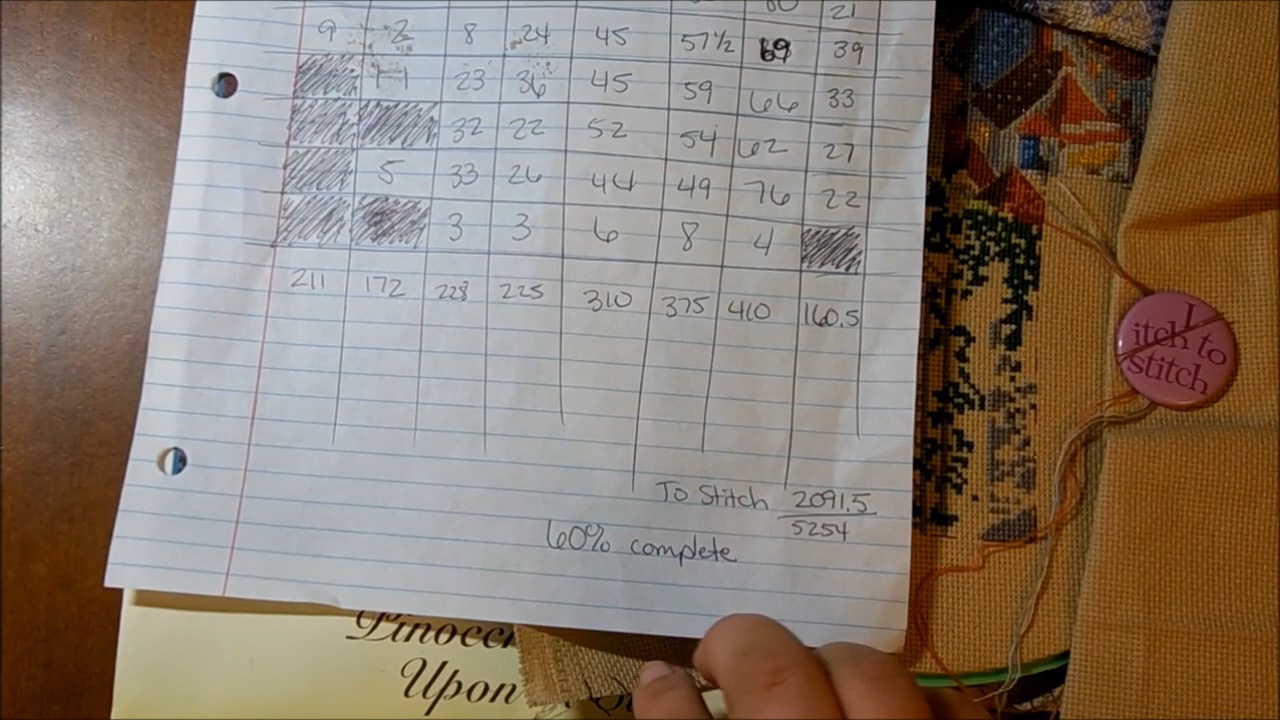 21
9 2 8 24 45 57½ 69 39
11 23 36 45 59 66 33
32 22 52 54 62 27
5 33 26 44 49 76 22
3 3 6 8 4
211 172 228 225 310 375 410 160.5
To Stitch 2091.5
5254
60% complete
I
itch to
stitch
Upon